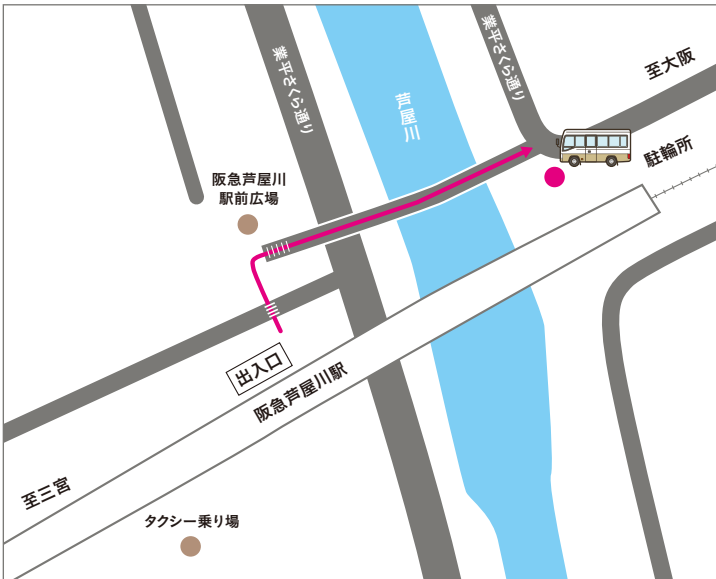 業平さくら通り
芦屋川
業平さくら通り
至大阪
駐輪所
阪急芦屋川
駅前広場
出入口
阪急芦屋川駅
至三宮
タクシー乗り場